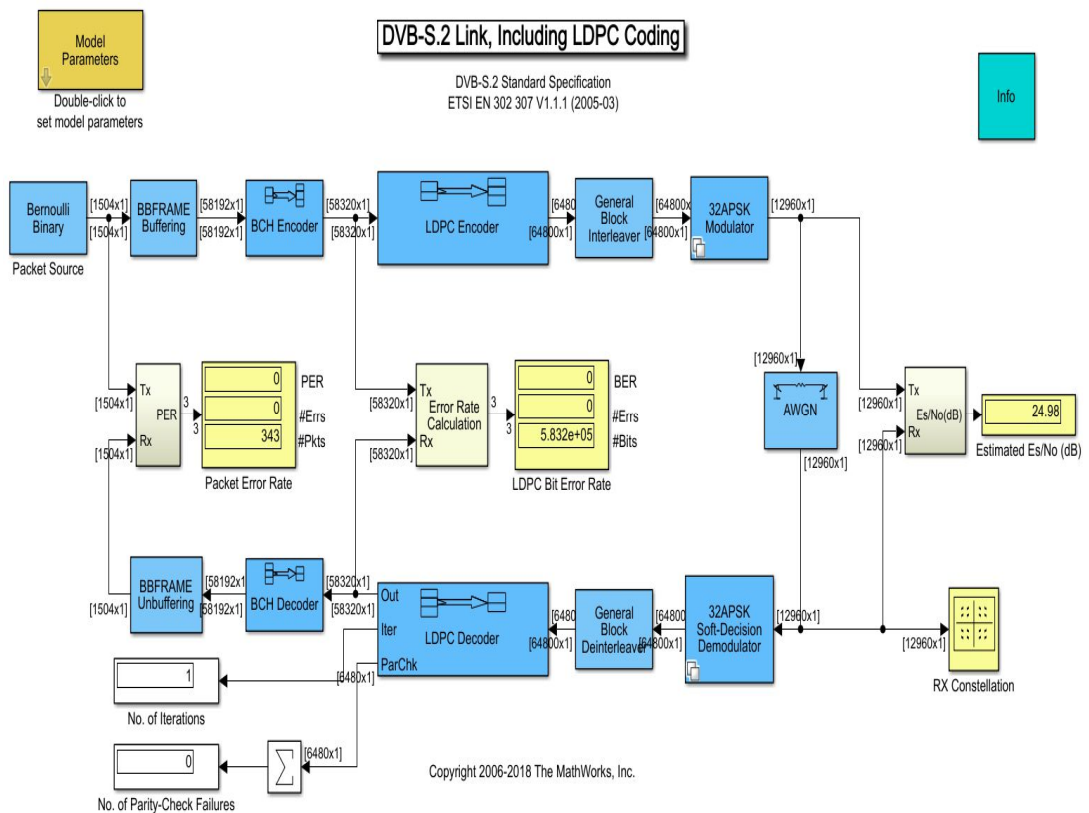 Model
Parameters
Double-click to
set model parameters
DVB-S.2 Link, Including LDPC Coding
DVB-S.2 Standard Specification
ETSI EN 302 307 V1.1.1 (2005-03)
Info
Bernoulli
Binary
Packet Source
[1504x1]
[1504x1]
BBFRAME
Buffering
[58192x1]
[58192x1]
BCH Encoder
[58320x1]
[58320x1]
LDPC Encoder
[6480
[64800x1]
General
Block
Interleaver
[64800x
[64800x1]
32APSK
Modulator
[12960x1]
[12960x1]
AWGN
[12960x1]
Tx
[1504x1]
PER
Rx
[1504x1]
3
3
0
PER
0
#Errs
343
#Pkts
Packet Error Rate
Tx
[58320x1]
Error Rate
Calculation
Rx
[58320x1]
3
3
0
BER
0
#Errs
5.832e+05
#Bits
LDPC Bit Error Rate
Tx
[12960x1]
Es/No(dB)
Rx
[12960x1]
24.98
Estimated Es/No (dB)
[1504x1]
BBFRAME
Unbuffering
[58192x1
[58192x1]
BCH Decoder
[58320x1]
[58320x1]
Out
Iter
ParChk
LDPC Decoder
[6480x1]
[6480
[64800x1]
General
Block
Deinterleaver
[64800
[64800x1]
32APSK
Soft-Decision
Demodulator
[12960x1]
[12960x1]
RX Constellation
1
No. of Iterations
0
No. of Parity-Check Failures
[6480x1]
Copyright 2006-2018 The MathWorks, Inc.